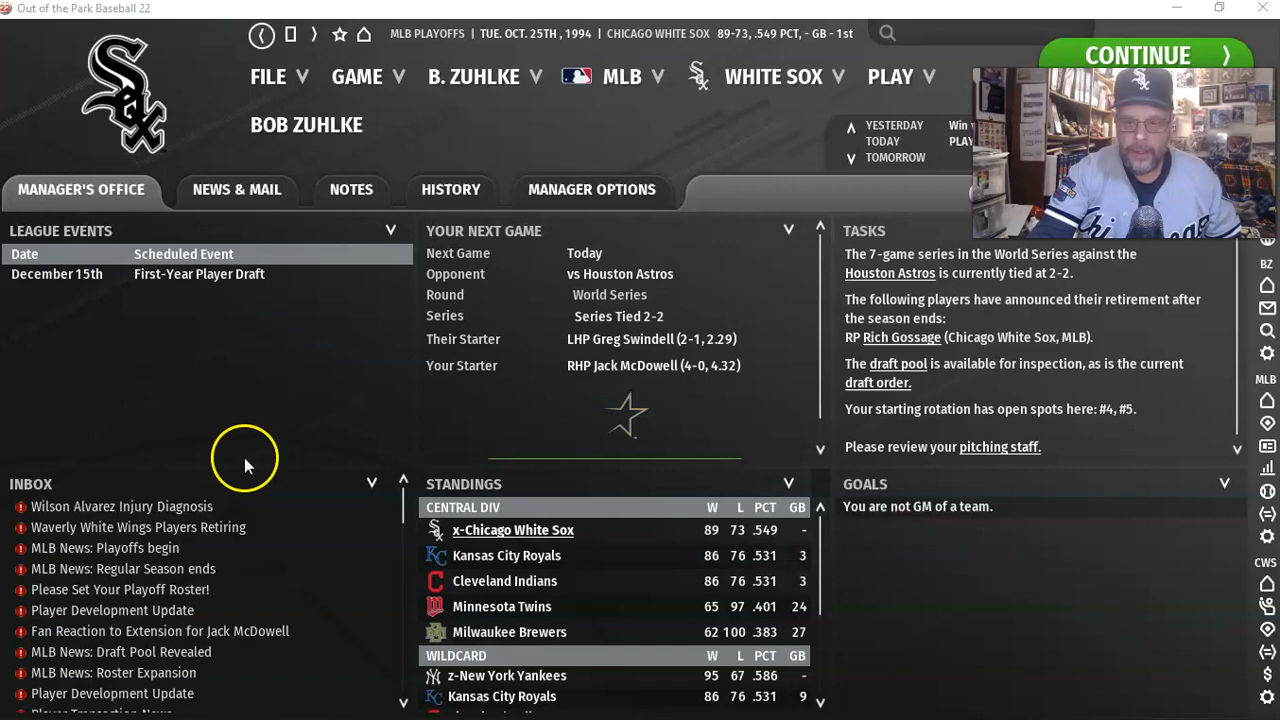 Out of the Park Baseball 22
MLB PLAYOFFS | TUE. OCT. 25TH , 1994 | CHICAGO WHITE SOX 89-73, .549 PCT, - GB - 1st
CONTINUE
FILE GAME B. ZUHLKE MLB WHITE SOX PLAY
BOB ZUHLKE
YESTERDAY
TODAY
TOMORROW
MANAGER'S OFFICE NEWS & MAIL NOTES HISTORY MANAGER OPTIONS
LEAGUE EVENTS
Date Scheduled Event
December 15th First-Year Player Draft
YOUR NEXT GAME
Next Game Today
Opponent vs Houston Astros
Round World Series
Series Series Tied 2-2
Their Starter LHP Greg Swindell (2-1, 2.29)
Your Starter RHP Jack McDowell (4-0, 4.32)
TASKS
The 7-game series in the World Series against the
Houston Astros is currently tied at 2-2.
The following players have announced their retirement after
the season ends:
RP Rich Gossage (Chicago White Sox, MLB).
The draft pool is available for inspection, as is the current
draft order.
Your starting rotation has open spots here: #4, #5.
Please review your pitching staff.
INBOX
Wilson Alvarez Injury Diagnosis
Waverly White Wings Players Retiring
MLB News: Playoffs begin
MLB News: Regular Season ends
Please Set Your Playoff Roster!
Player Development Update
Fan Reaction to Extension for Jack McDowell
MLB News: Draft Pool Revealed
MLB News: Roster Expansion
Player Development Update
STANDINGS
CENTRAL DIV W L PCT GB
x-Chicago White Sox 89 73 .549 -
Kansas City Royals 86 76 .531 3
Cleveland Indians 86 76 .531 3
Minnesota Twins 65 97 .401 24
Milwaukee Brewers 62 100 .383 27
WILDCARD W L PCT GB
z-New York Yankees 95 67 .586 -
Kansas City Royals 86 76 .531 9
GOALS
You are not GM of a team.
BZ
MLB
CWS